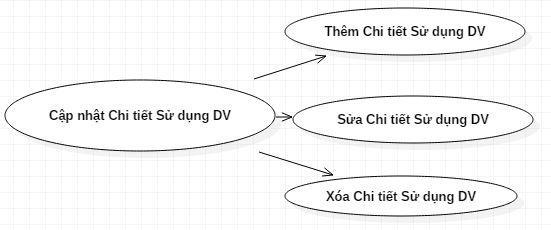 Thêm Chi tiết Sử dụng DV
Cập nhật Chi tiết Sử dụng DV
Sửa Chi tiết Sử dụng DV
Xóa Chi tiết Sử dụng DV